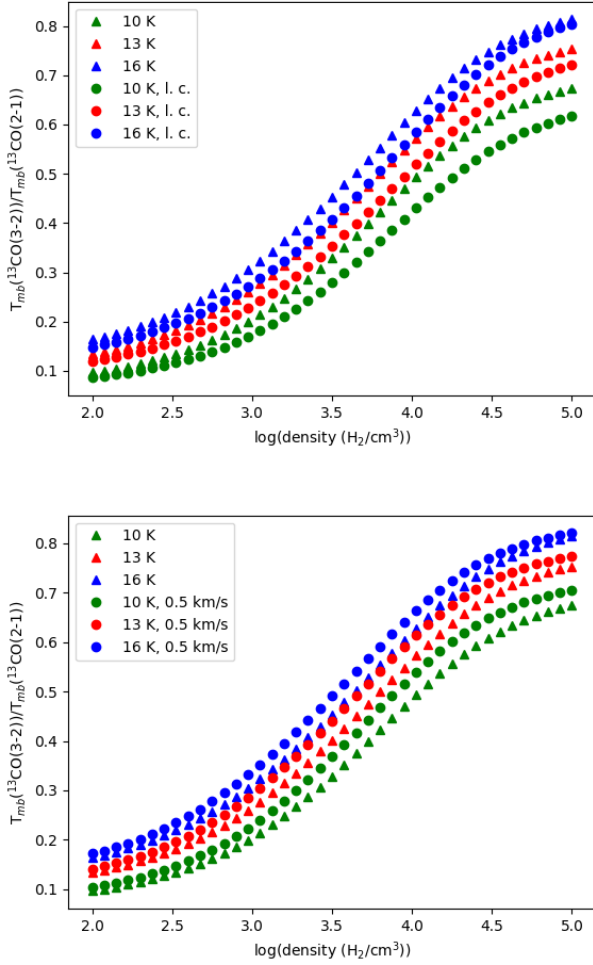 0.8
0.7
0.6
0.5
0.4
0.3
0.2
0.1
T_mb(¹³CO(3-2))/T_mb(¹³CO(2-1))
10 K
13 K
16 K
10 K, l. c.
13 K, l. c.
16 K, l. c.
2.0 2.5 3.0 3.5 4.0 4.5 5.0
log(density (H₂/cm³))
0.8
0.7
0.6
0.5
0.4
0.3
0.2
0.1
T_mb(¹³CO(3-2))/T_mb(¹³CO(2-1))
10 K
13 K
16 K
10 K, 0.5 km/s
13 K, 0.5 km/s
16 K, 0.5 km/s
2.0 2.5 3.0 3.5 4.0 4.5 5.0
log(density (H₂/cm³))